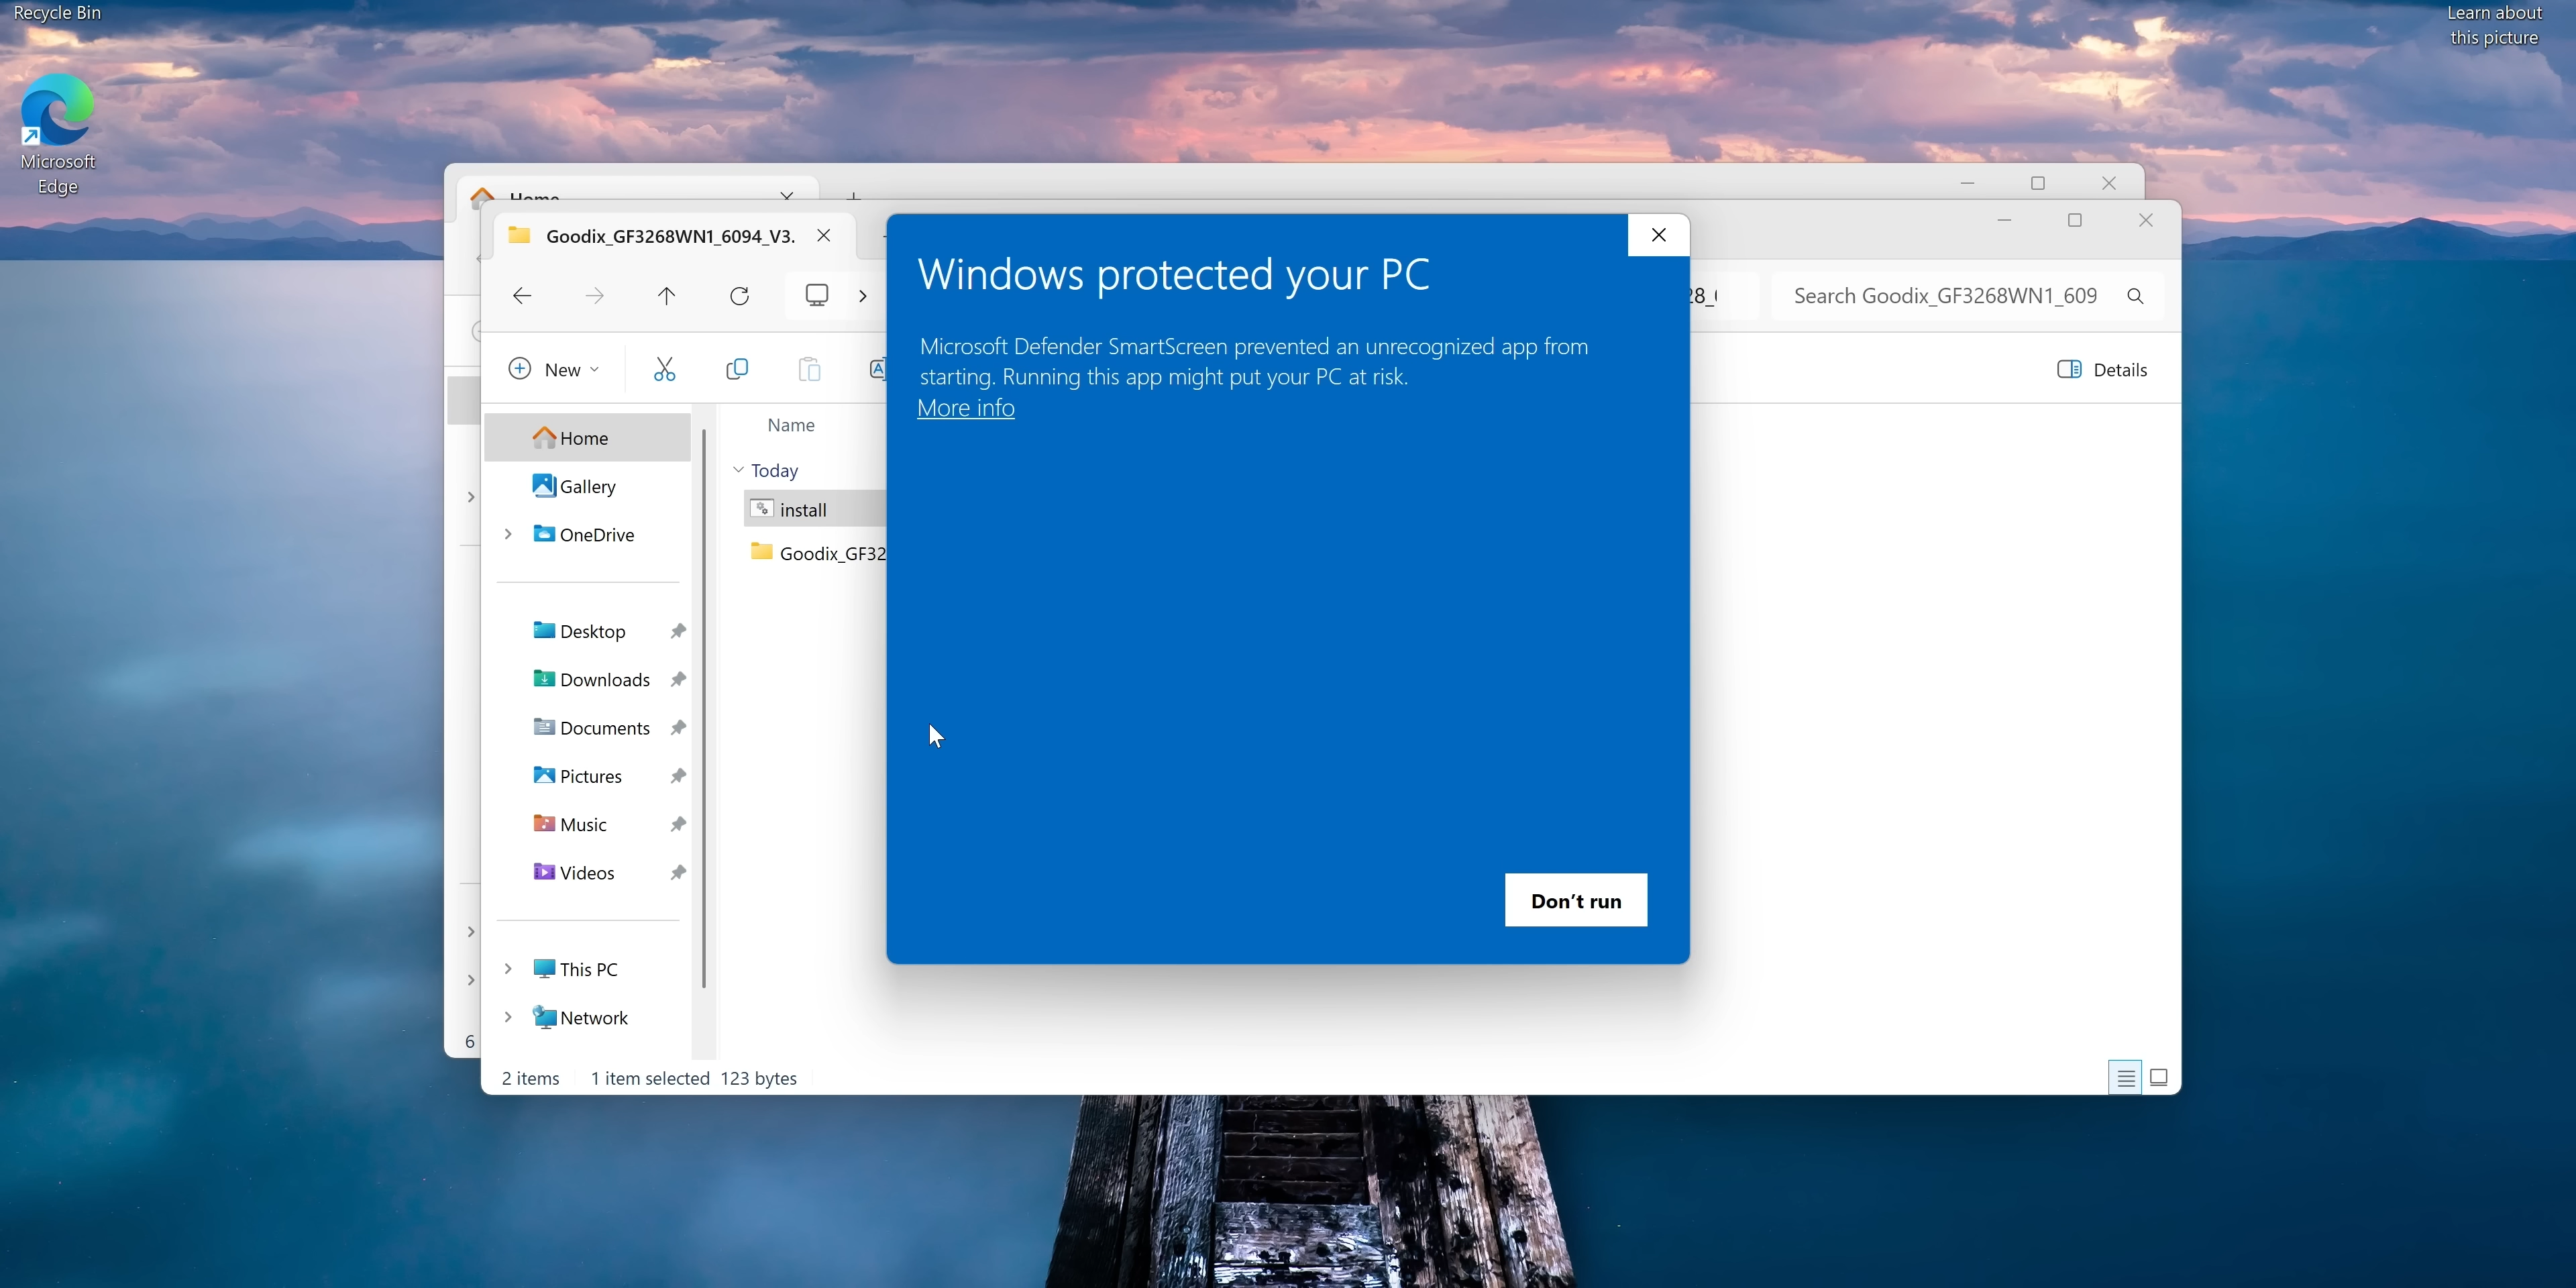 Recycle Bin
Learn about
this picture
Microsoft
Edge
Home
Goodix_GF3268WN1_6094_V3.
Search Goodix_GF3268WN1_609
New
Details
Windows protected your PC
Microsoft Defender SmartScreen prevented an unrecognized app from
starting. Running this app might put your PC at risk.
More info
Don't run
Home
Gallery
OneDrive
Desktop
Downloads
Documents
Pictures
Music
Videos
This PC
Network
Name
Today
install
Goodix_GF32
6
2 items
1 item selected 123 bytes